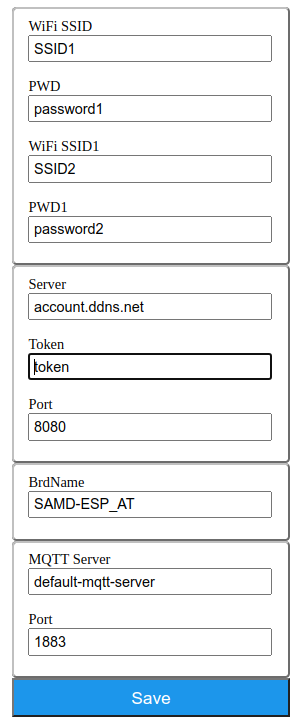 WiFi SSID
SSID1
PWD
password1
WiFi SSID1
SSID2
PWD1
password2
Server
account.ddns.net
Token
token
Port
8080
BrdName
SAMD-ESP_AT
MQTT Server
default-mqtt-server
Port
1883
Save